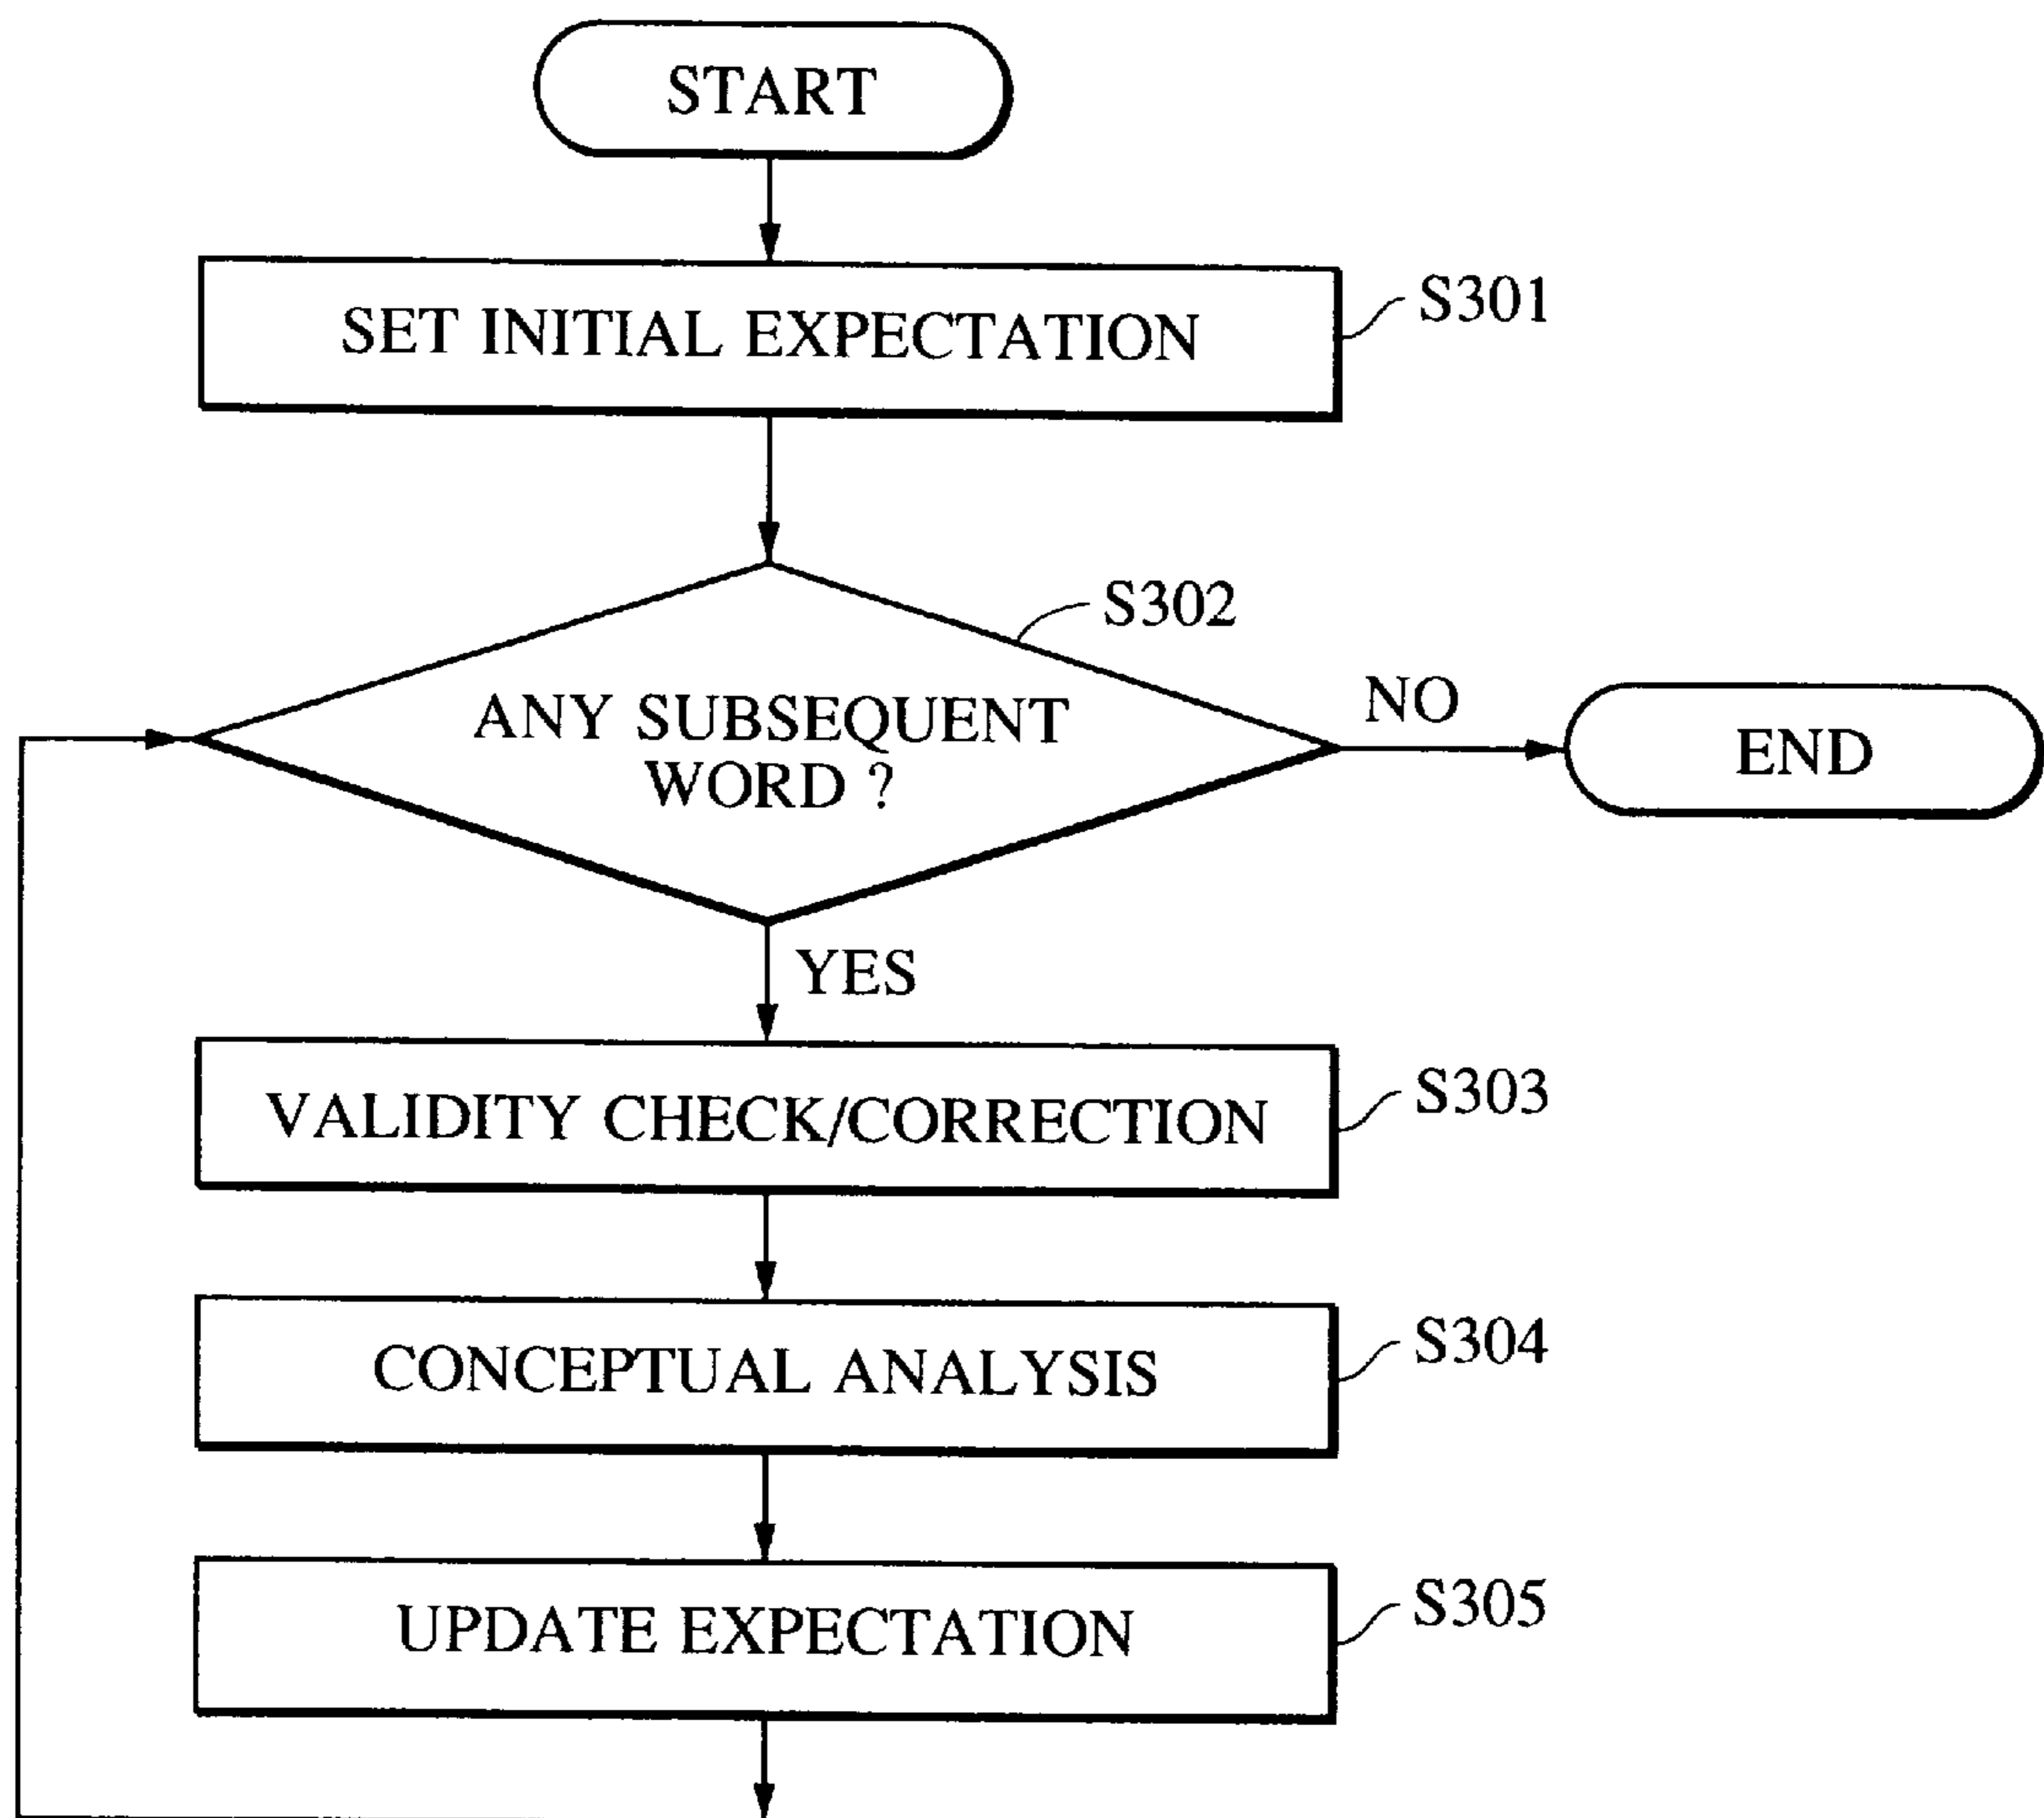 START
SET INITIAL EXPECTATION
S301
S302
ANY SUBSEQUENT
WORD ?
NO
END
YES
VALIDITY CHECK/CORRECTION
S303
CONCEPTUAL ANALYSIS
S304
UPDATE EXPECTATION
S305